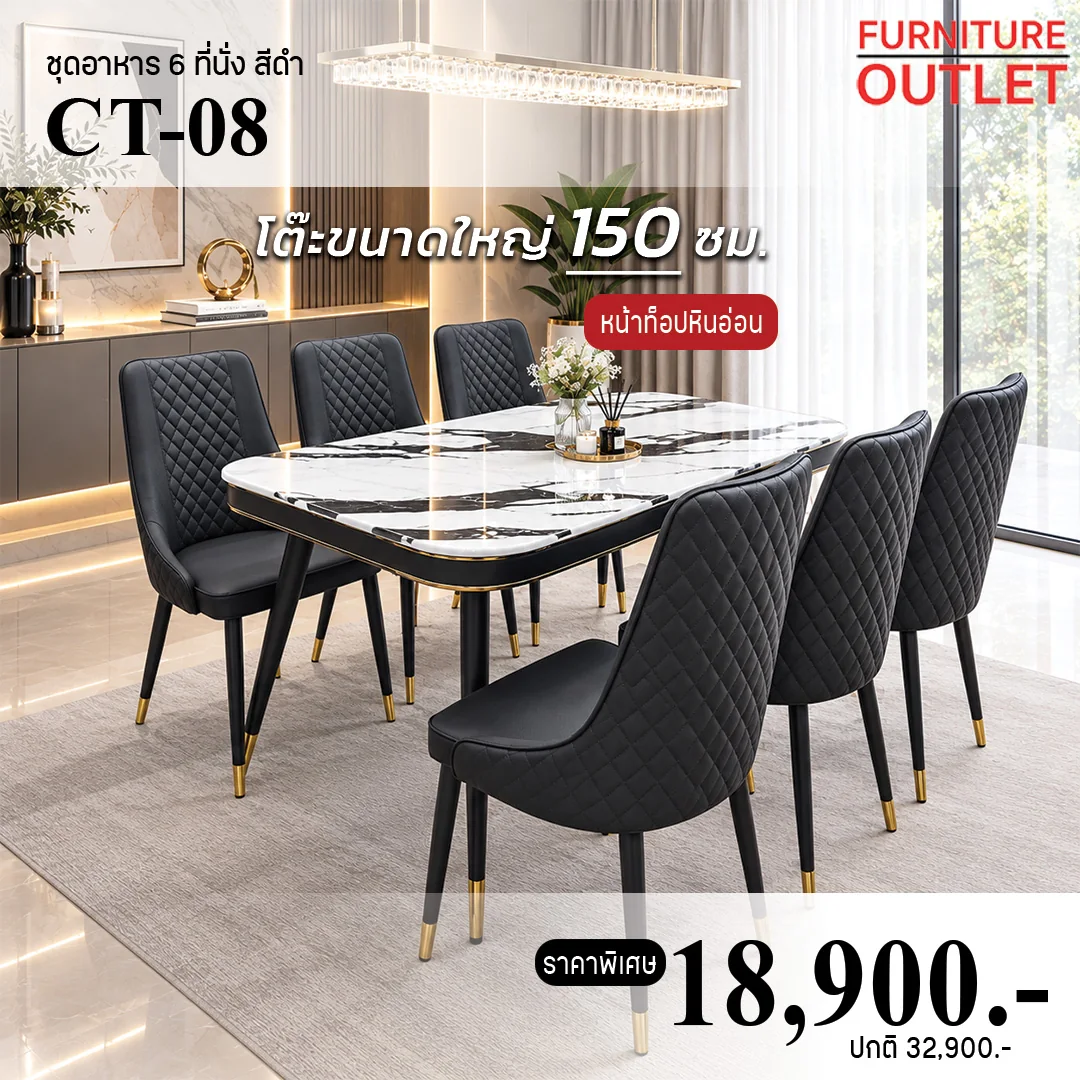 ชุดอาหาร 6 ที่นั่ง สีดำ
CT-08
FURNITURE
OUTLET
โต๊ะขนาดใหญ่ 150 ซม.
หน้าท็อปหินอ่อน
ราคาพิเศษ 18,900.-
ปกติ 32,900.-